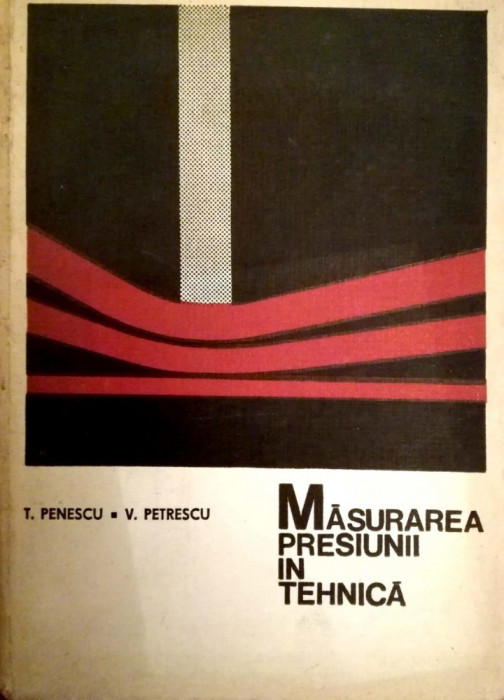 T. PENESCU ▪ V. PETRESCU
MĂSURAREA
PRESIUNII
IN
TEHNICĂ